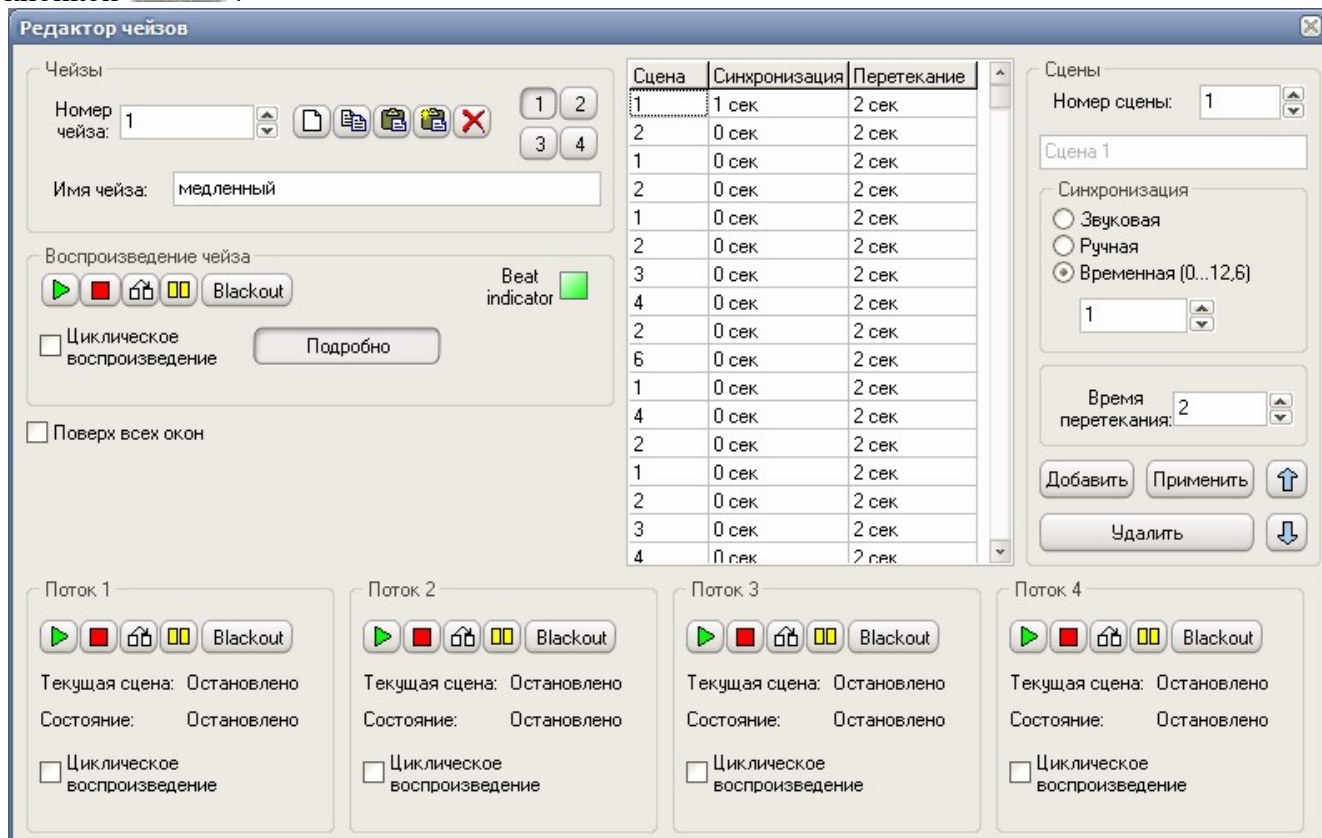 Редактор чейзов
Чейзы
Номер чейза: 1
1 2
3 4
Имя чейза: медленный
Воспроизведение чейза
Blackout
Beat indicator
Циклическое воспроизведение
Подробно
Поверх всех окон
Сцена Синхронизация Перетекание
1 1 сек 2 сек
2 0 сек 2 сек
1 0 сек 2 сек
2 0 сек 2 сек
1 0 сек 2 сек
2 0 сек 2 сек
3 0 сек 2 сек
4 0 сек 2 сек
2 0 сек 2 сек
6 0 сек 2 сек
1 0 сек 2 сек
4 0 сек 2 сек
2 0 сек 2 сек
1 0 сек 2 сек
2 0 сек 2 сек
3 0 сек 2 сек
4 0 сек 2 сек
Сцены
Номер сцены: 1
Сцена 1
Синхронизация
Звуковая
Ручная
Временная (0...12,6)
1
Время перетекания: 2
Добавить Применить
Удалить
Поток 1
Blackout
Текущая сцена: Остановлено
Состояние: Остановлено
Циклическое воспроизведение
Поток 2
Blackout
Текущая сцена: Остановлено
Состояние: Остановлено
Циклическое воспроизведение
Поток 3
Blackout
Текущая сцена: Остановлено
Состояние: Остановлено
Циклическое воспроизведение
Поток 4
Blackout
Текущая сцена: Остановлено
Состояние: Остановлено
Циклическое воспроизведение